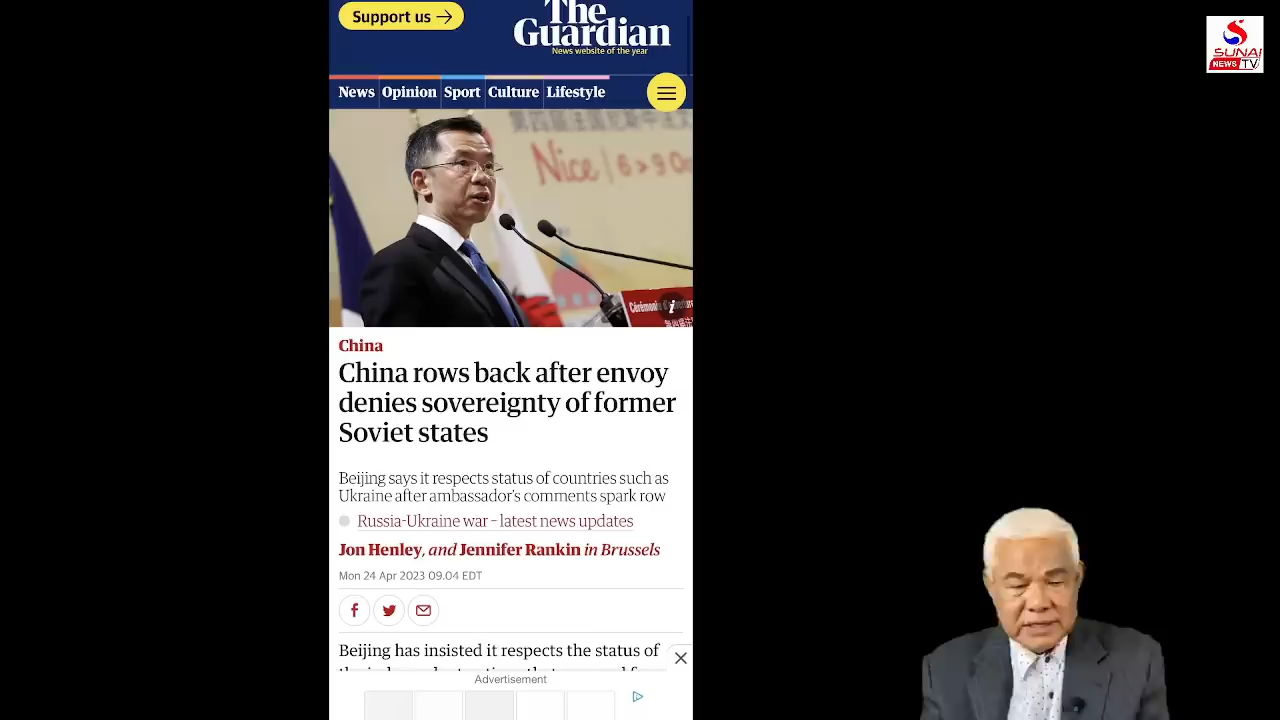 Support us →
The
Guardian
News website of the year
News Opinion Sport Culture Lifestyle
Nice
China
China rows back after envoy
denies sovereignty of former
Soviet states
Beijing says it respects status of countries such as
Ukraine after ambassador's comments spark row
Russia-Ukraine war – latest news updates
Jon Henley, and Jennifer Rankin in Brussels
Mon 24 Apr 2023 09.04 EDT
Beijing has insisted it respects the status of
Advertisement
SUNAI
NEWS TV